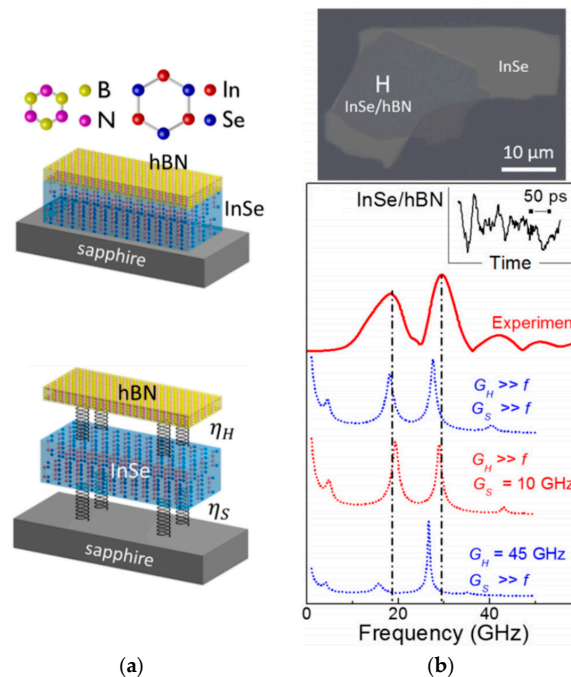 B
N
In
Se
hBN
InSe
sapphire
hBN
η_H
InSe
η_S
sapphire
(a)
InSe
H
InSe/hBN
10 μm
InSe/hBN
50 ps
Time
Experimen
G_H >> f
G_S >> f
G_H >> f
G_S = 10 GHz
G_H = 45 GHz
G_S >> f
0 20 40
Frequency (GHz)
(b)